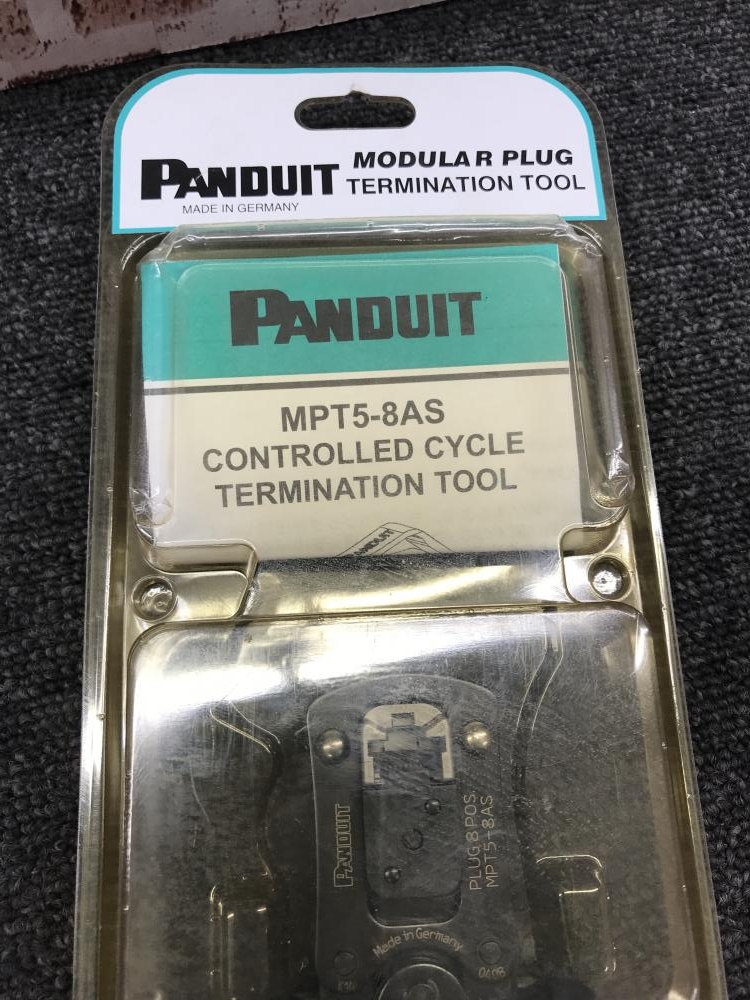 PANDUIT MODULAR PLUG
TERMINATION TOOL
MADE IN GERMANY
PANDUIT
MPT5-8AS
CONTROLLED CYCLE
TERMINATION TOOL
PANDUIT
PANDUIT
PLUG 8 POS.
MPT5-8AS
Made in Germany